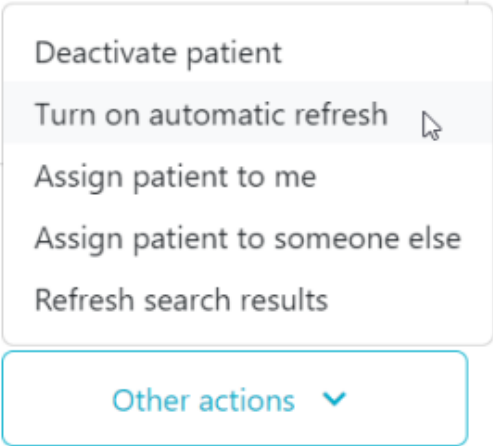 Deactivate patient
Turn on automatic refresh
Assign patient to me
Assign patient to someone else
Refresh search results
Other actions